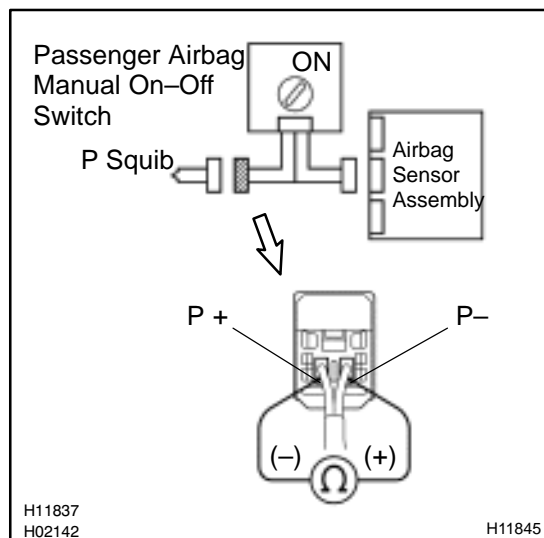 Passenger Airbag
Manual On–Off
Switch
ON
P Squib
Airbag
Sensor
Assembly
P +
P–
(–)
(+)
Ω
H11837
H02142
H11845